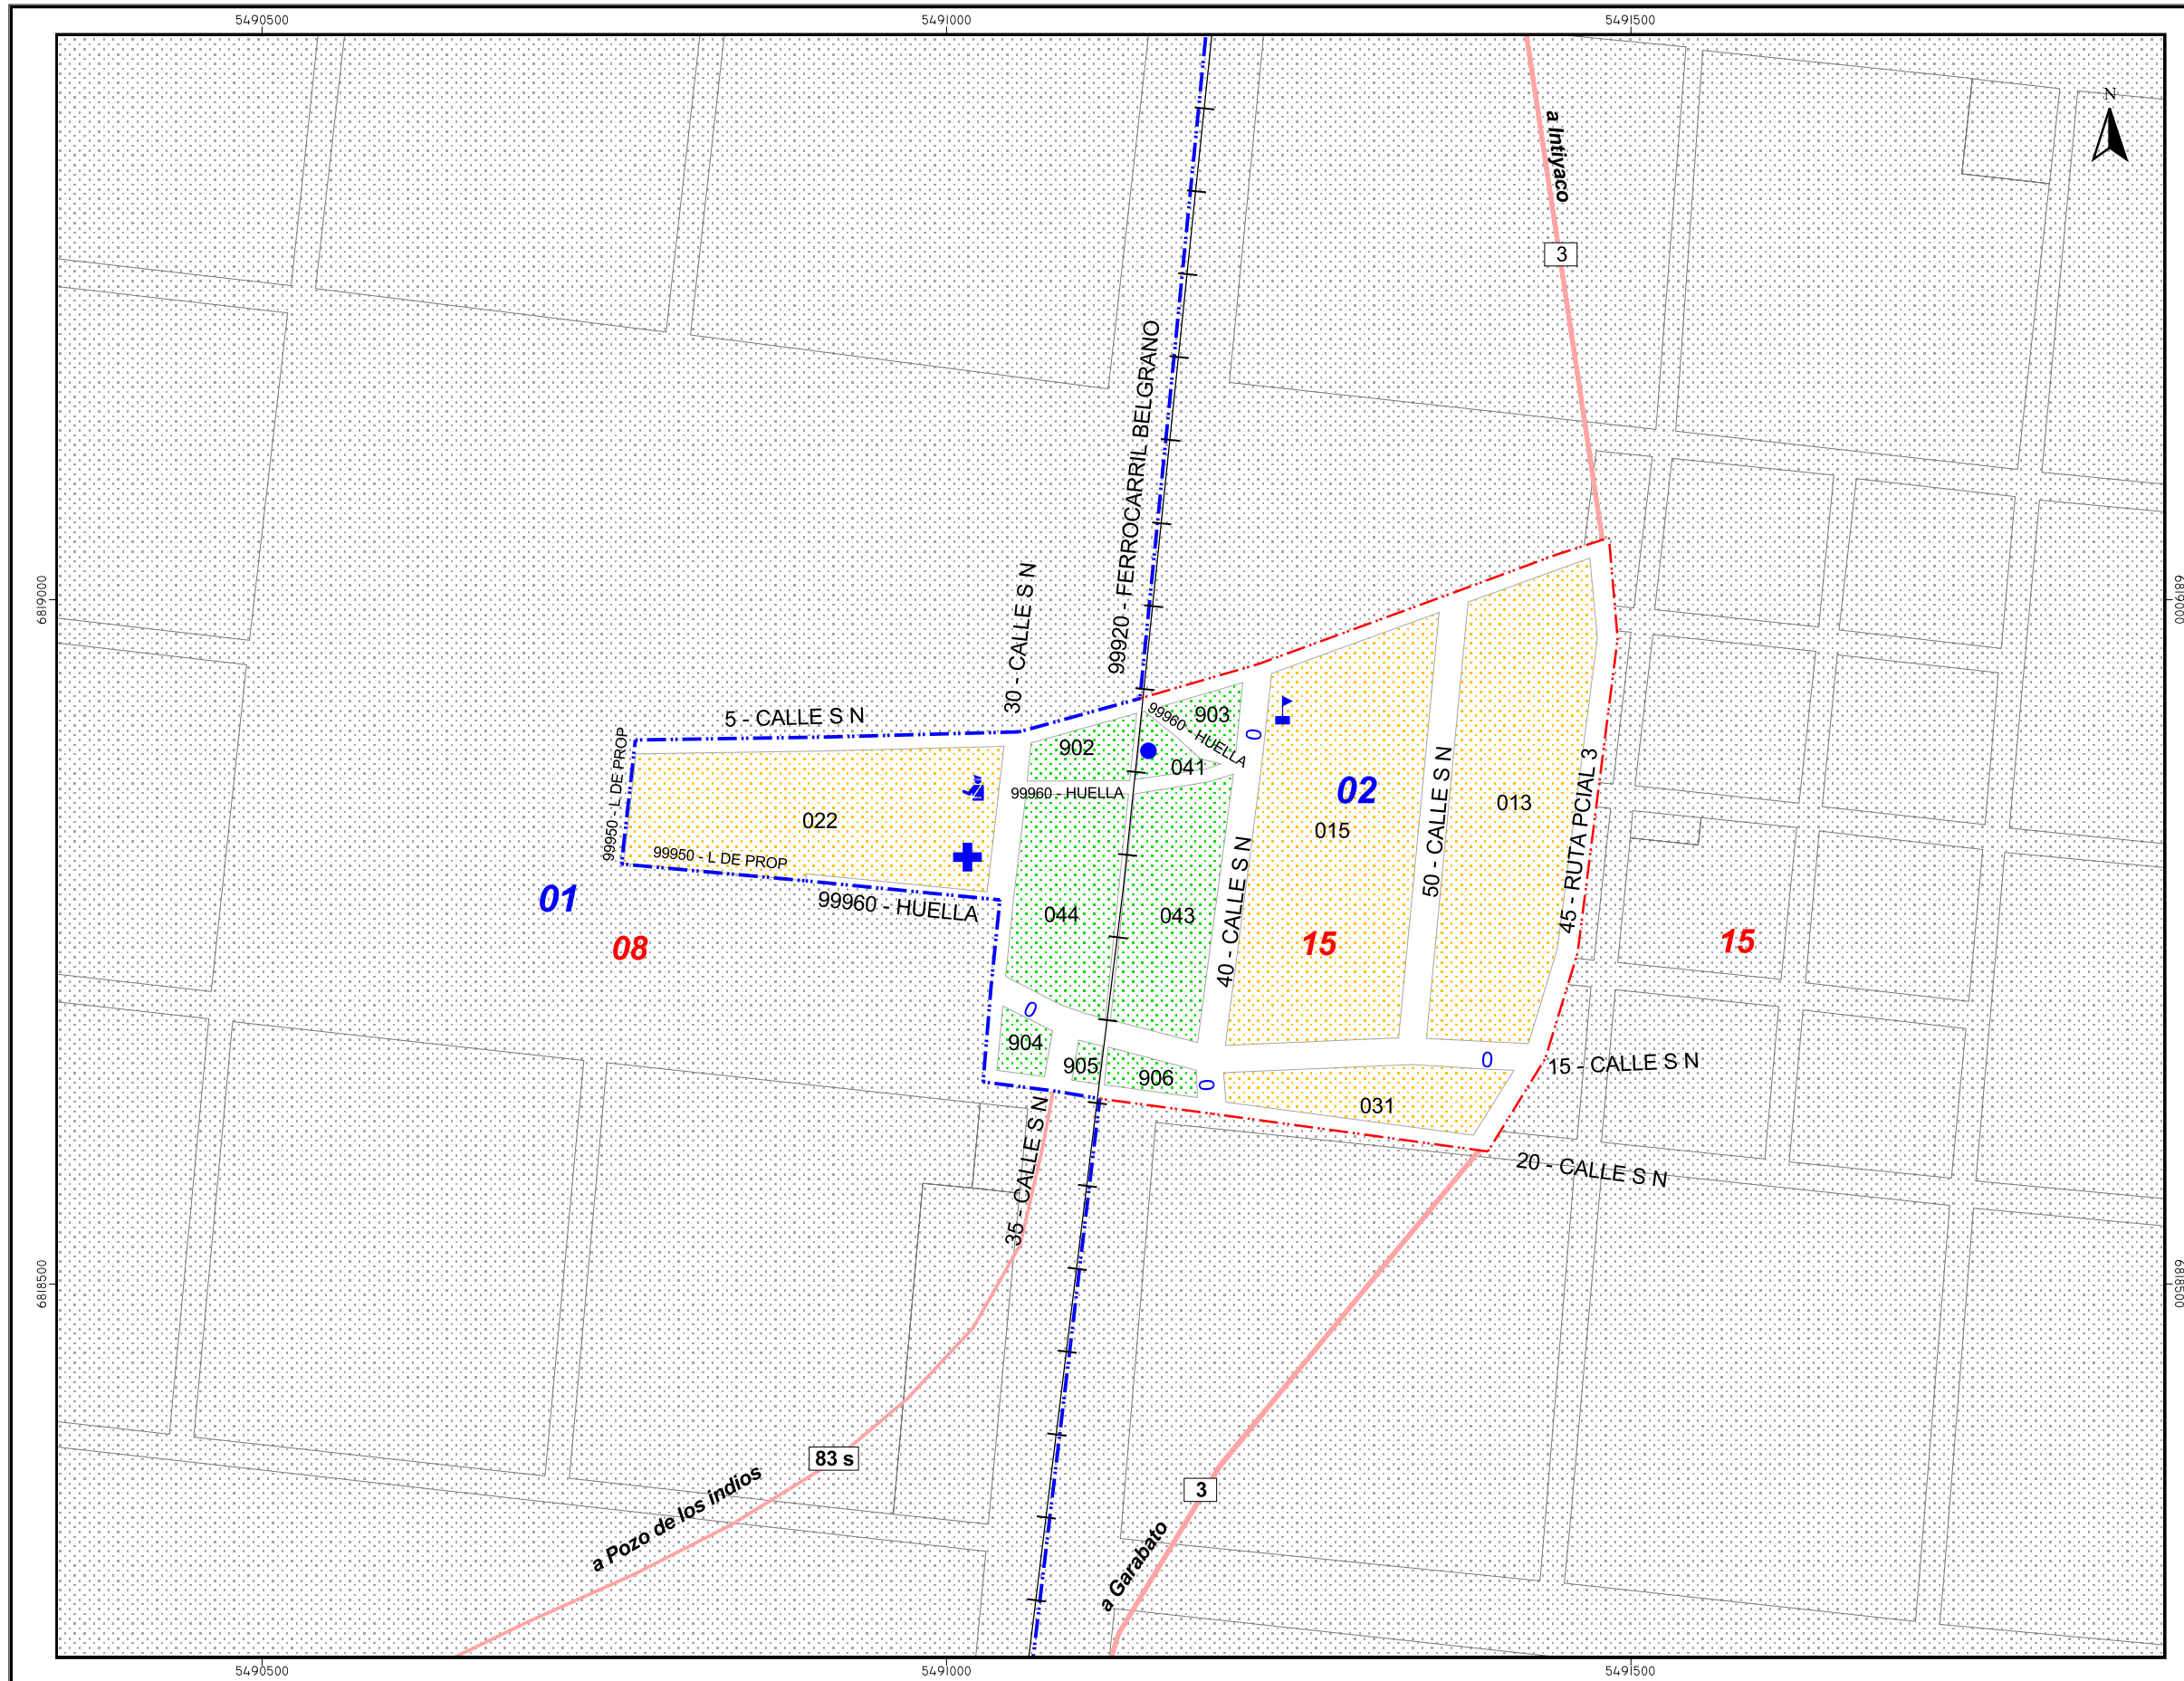 5490500
5491000
5491500
N
a Intiyaco
3
99920 - FERROCARRIL BELGRANO
6819000
6819000
30 - CALLE S N
5 - CALLE S N
99950 - L DE PROP
902
903
99960 - HUELLA
041
0
99960 - HUELLA
022
99950 - L DE PROP
99960 - HUELLA
02
015
013
50 - CALLE S N
45 - RUTA PCIAL 3
40 - CALLE S N
01
08
044
043
15
15
0
904
905
906
0
0
15 - CALLE S N
031
20 - CALLE S N
35 - CALLE S N
6818500
6818500
83 s
a Pozo de los indios
3
a Garabato
5490500
5491000
5491500